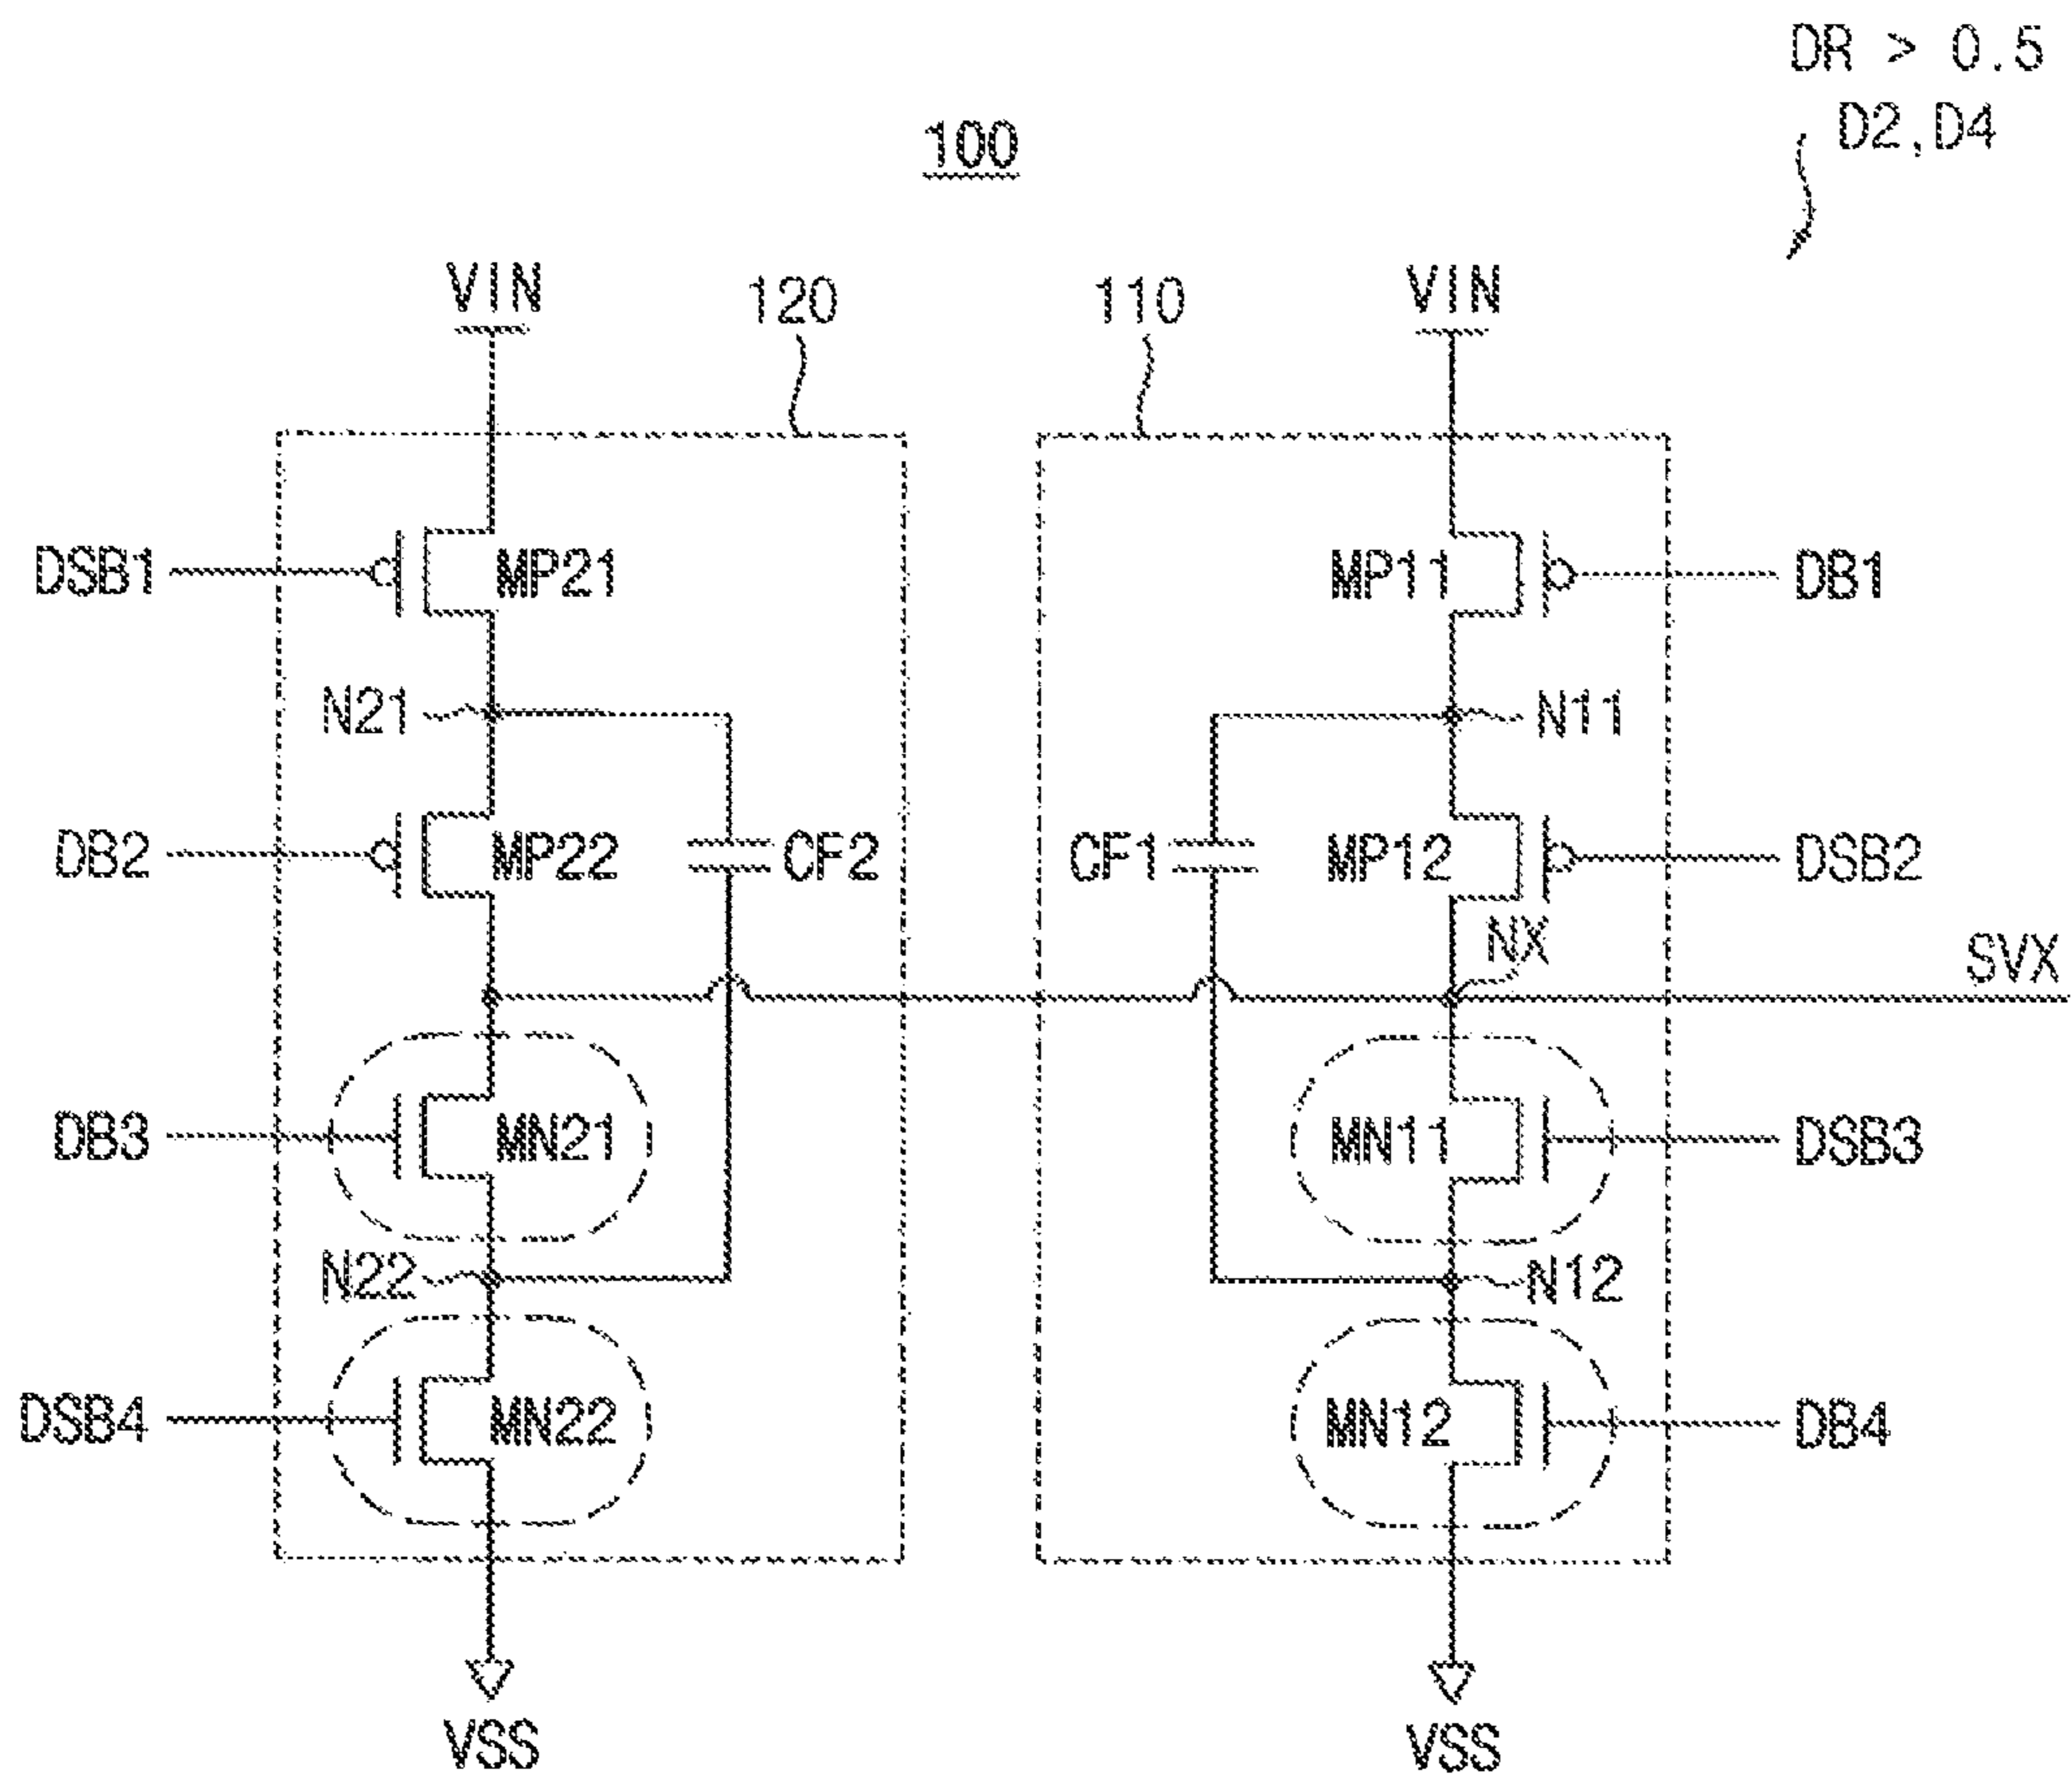 DR > 0.5
D2,D4
100
VIN
120
110
VIN
DSB1
MP21
MP11
DB1
N21
N11
DB2
MP22
CF2
CF1
MP12
DSB2
NX
SVX
DB3
MN21
MN11
DSB3
N22
N12
DSB4
MN22
MN12
DB4
VSS
VSS